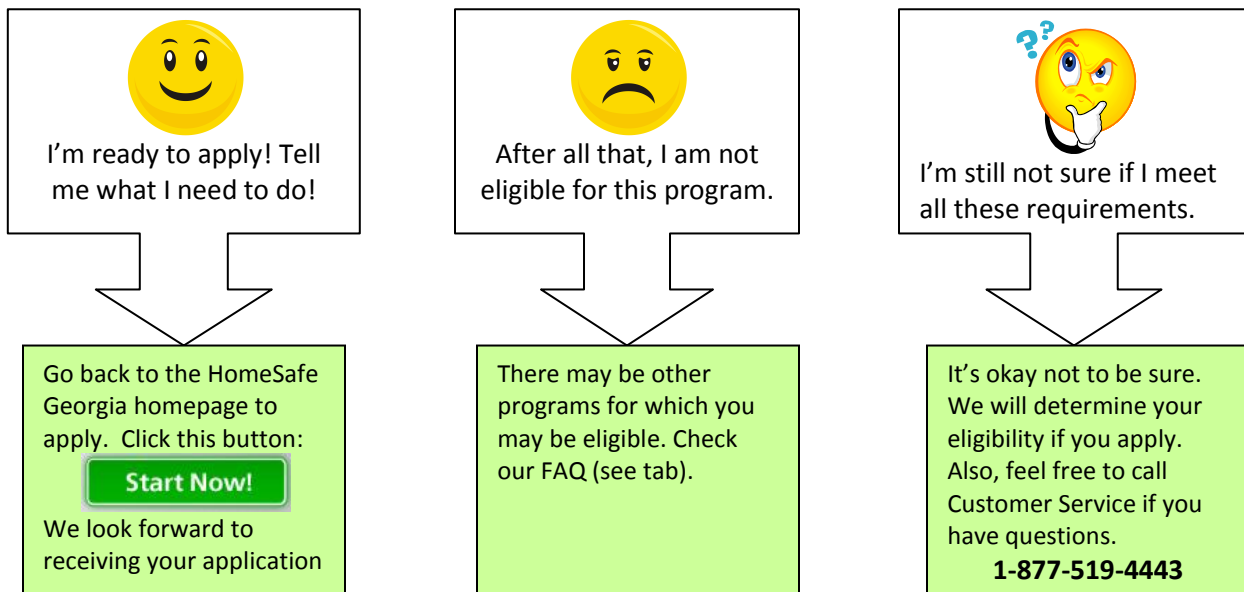 I'm ready to apply! Tell
me what I need to do!
Go back to the HomeSafe
Georgia homepage to
apply.  Click this button:
Start Now!
We look forward to
receiving your application
After all that, I am not
eligible for this program.
There may be other
programs for which you
may be eligible. Check
our FAQ (see tab).
??
I'm still not sure if I meet
all these requirements.
It's okay not to be sure.
We will determine your
eligibility if you apply.
Also, feel free to call
Customer Service if you
have questions.
1-877-519-4443